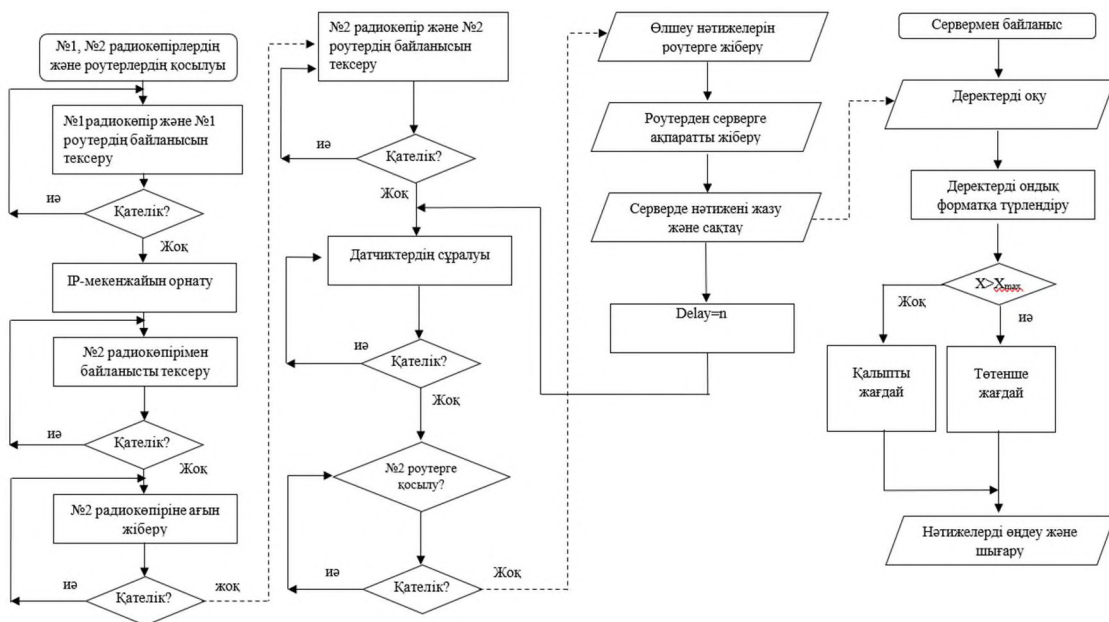 №1, №2 радиокөпірлердің
және роутерлердің қосылуы
№1радиокөпір және №1
роутердің байланысын
тексеру
иә
Қателік?
Жоқ
IP-мекенжайын орнату
№2 радиокөпірімен
байланысты тексеру
иә
Қателік?
Жоқ
№2 радиокөпіріне ағын
жіберу
иә
Қателік?
жоқ
№2 радиокөпір және №2
роутердің байланысын
тексеру
иә
Қателік?
Жоқ
Датчиктердің сұралуы
иә
Қателік?
Жоқ
№2 роутерге
қосылу?
иә
Қателік?
Жоқ
Өлшеу нәтижелерін
роутерге жіберу
Роутерден серверге
ақпаратты жіберу
Серверде нәтижені жазу
және сақтау
Delay=n
Сервермен байланыс
Деректерді оқу
Деректерді ондық
форматқа түрлендіру
X>Xmax
Жоқ
иә
Қалыпты
жағдай
Төтенше
жағдай
Нәтижелерді өңдеу және
шығару